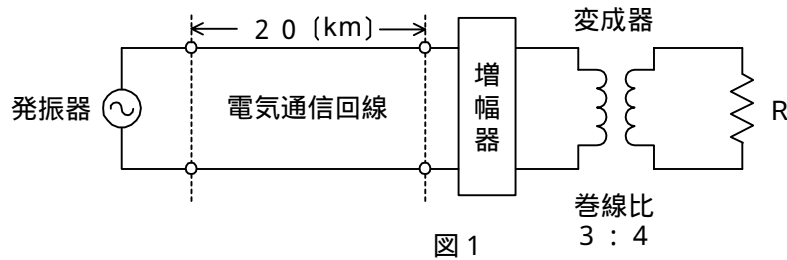 変成器
20〔km〕
発振器
電気通信回線
増幅器
R
巻線比
3:4
図1